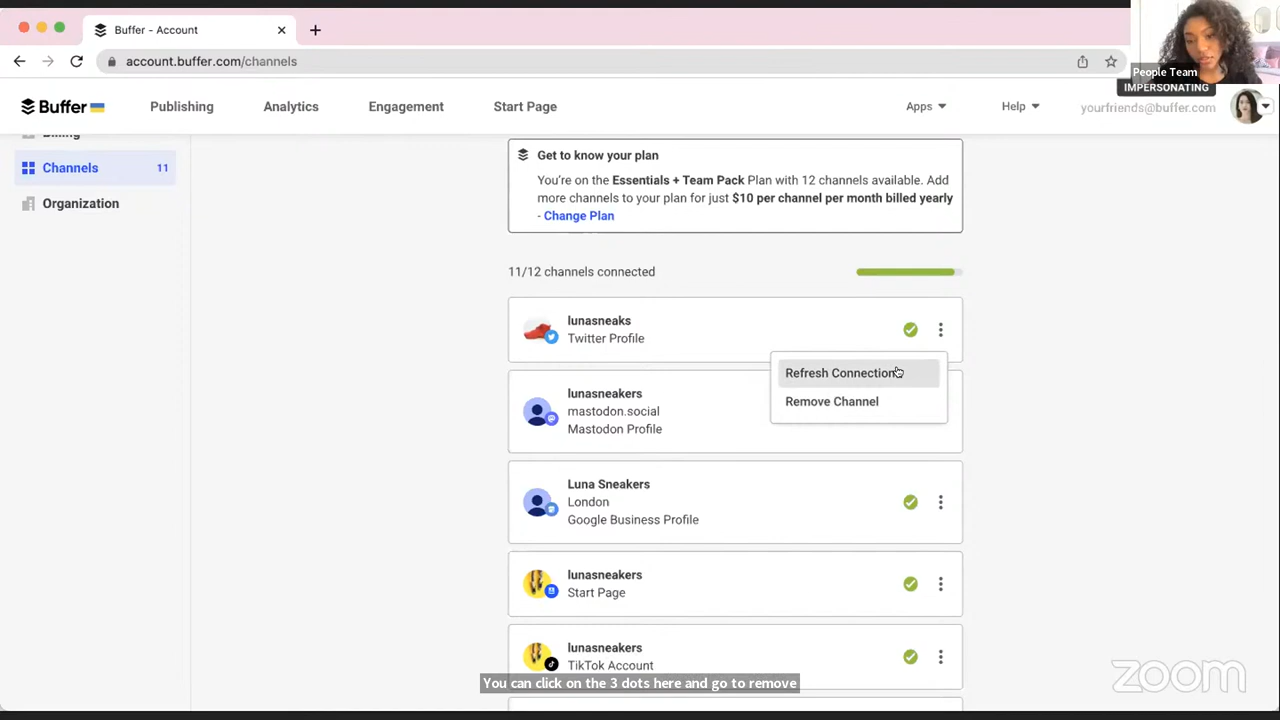 Buffer - Account
account.buffer.com/channels
People Team
IMPERSONATING
Buffer
Publishing
Analytics
Engagement
Start Page
Apps
Help
yourfriends@buffer.com
Billing
Channels
11
Organization
Get to know your plan
You're on the Essentials + Team Pack Plan with 12 channels available. Add
more channels to your plan for just $10 per channel per month billed yearly
- Change Plan
11/12 channels connected
lunasneaks
Twitter Profile
Refresh Connection
Remove Channel
lunasneakers
mastodon.social
Mastodon Profile
Luna Sneakers
London
Google Business Profile
lunasneakers
Start Page
lunasneakers
TikTok Account
You can click on the 3 dots here and go to remove
zoom